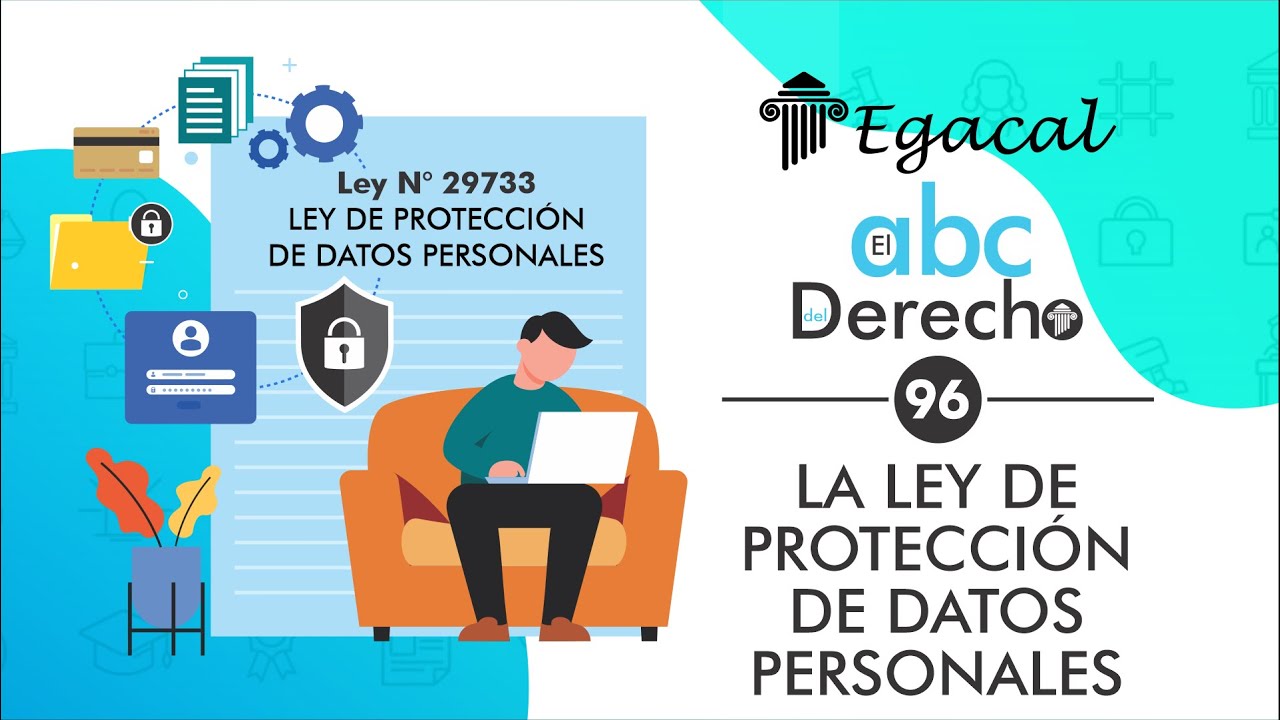 Ley N° 29733
LEY DE PROTECCIÓN
DE DATOS PERSONALES
Egacal
El abc
del Derecho
96
LA LEY DE
PROTECCIÓN
DE DATOS
PERSONALES